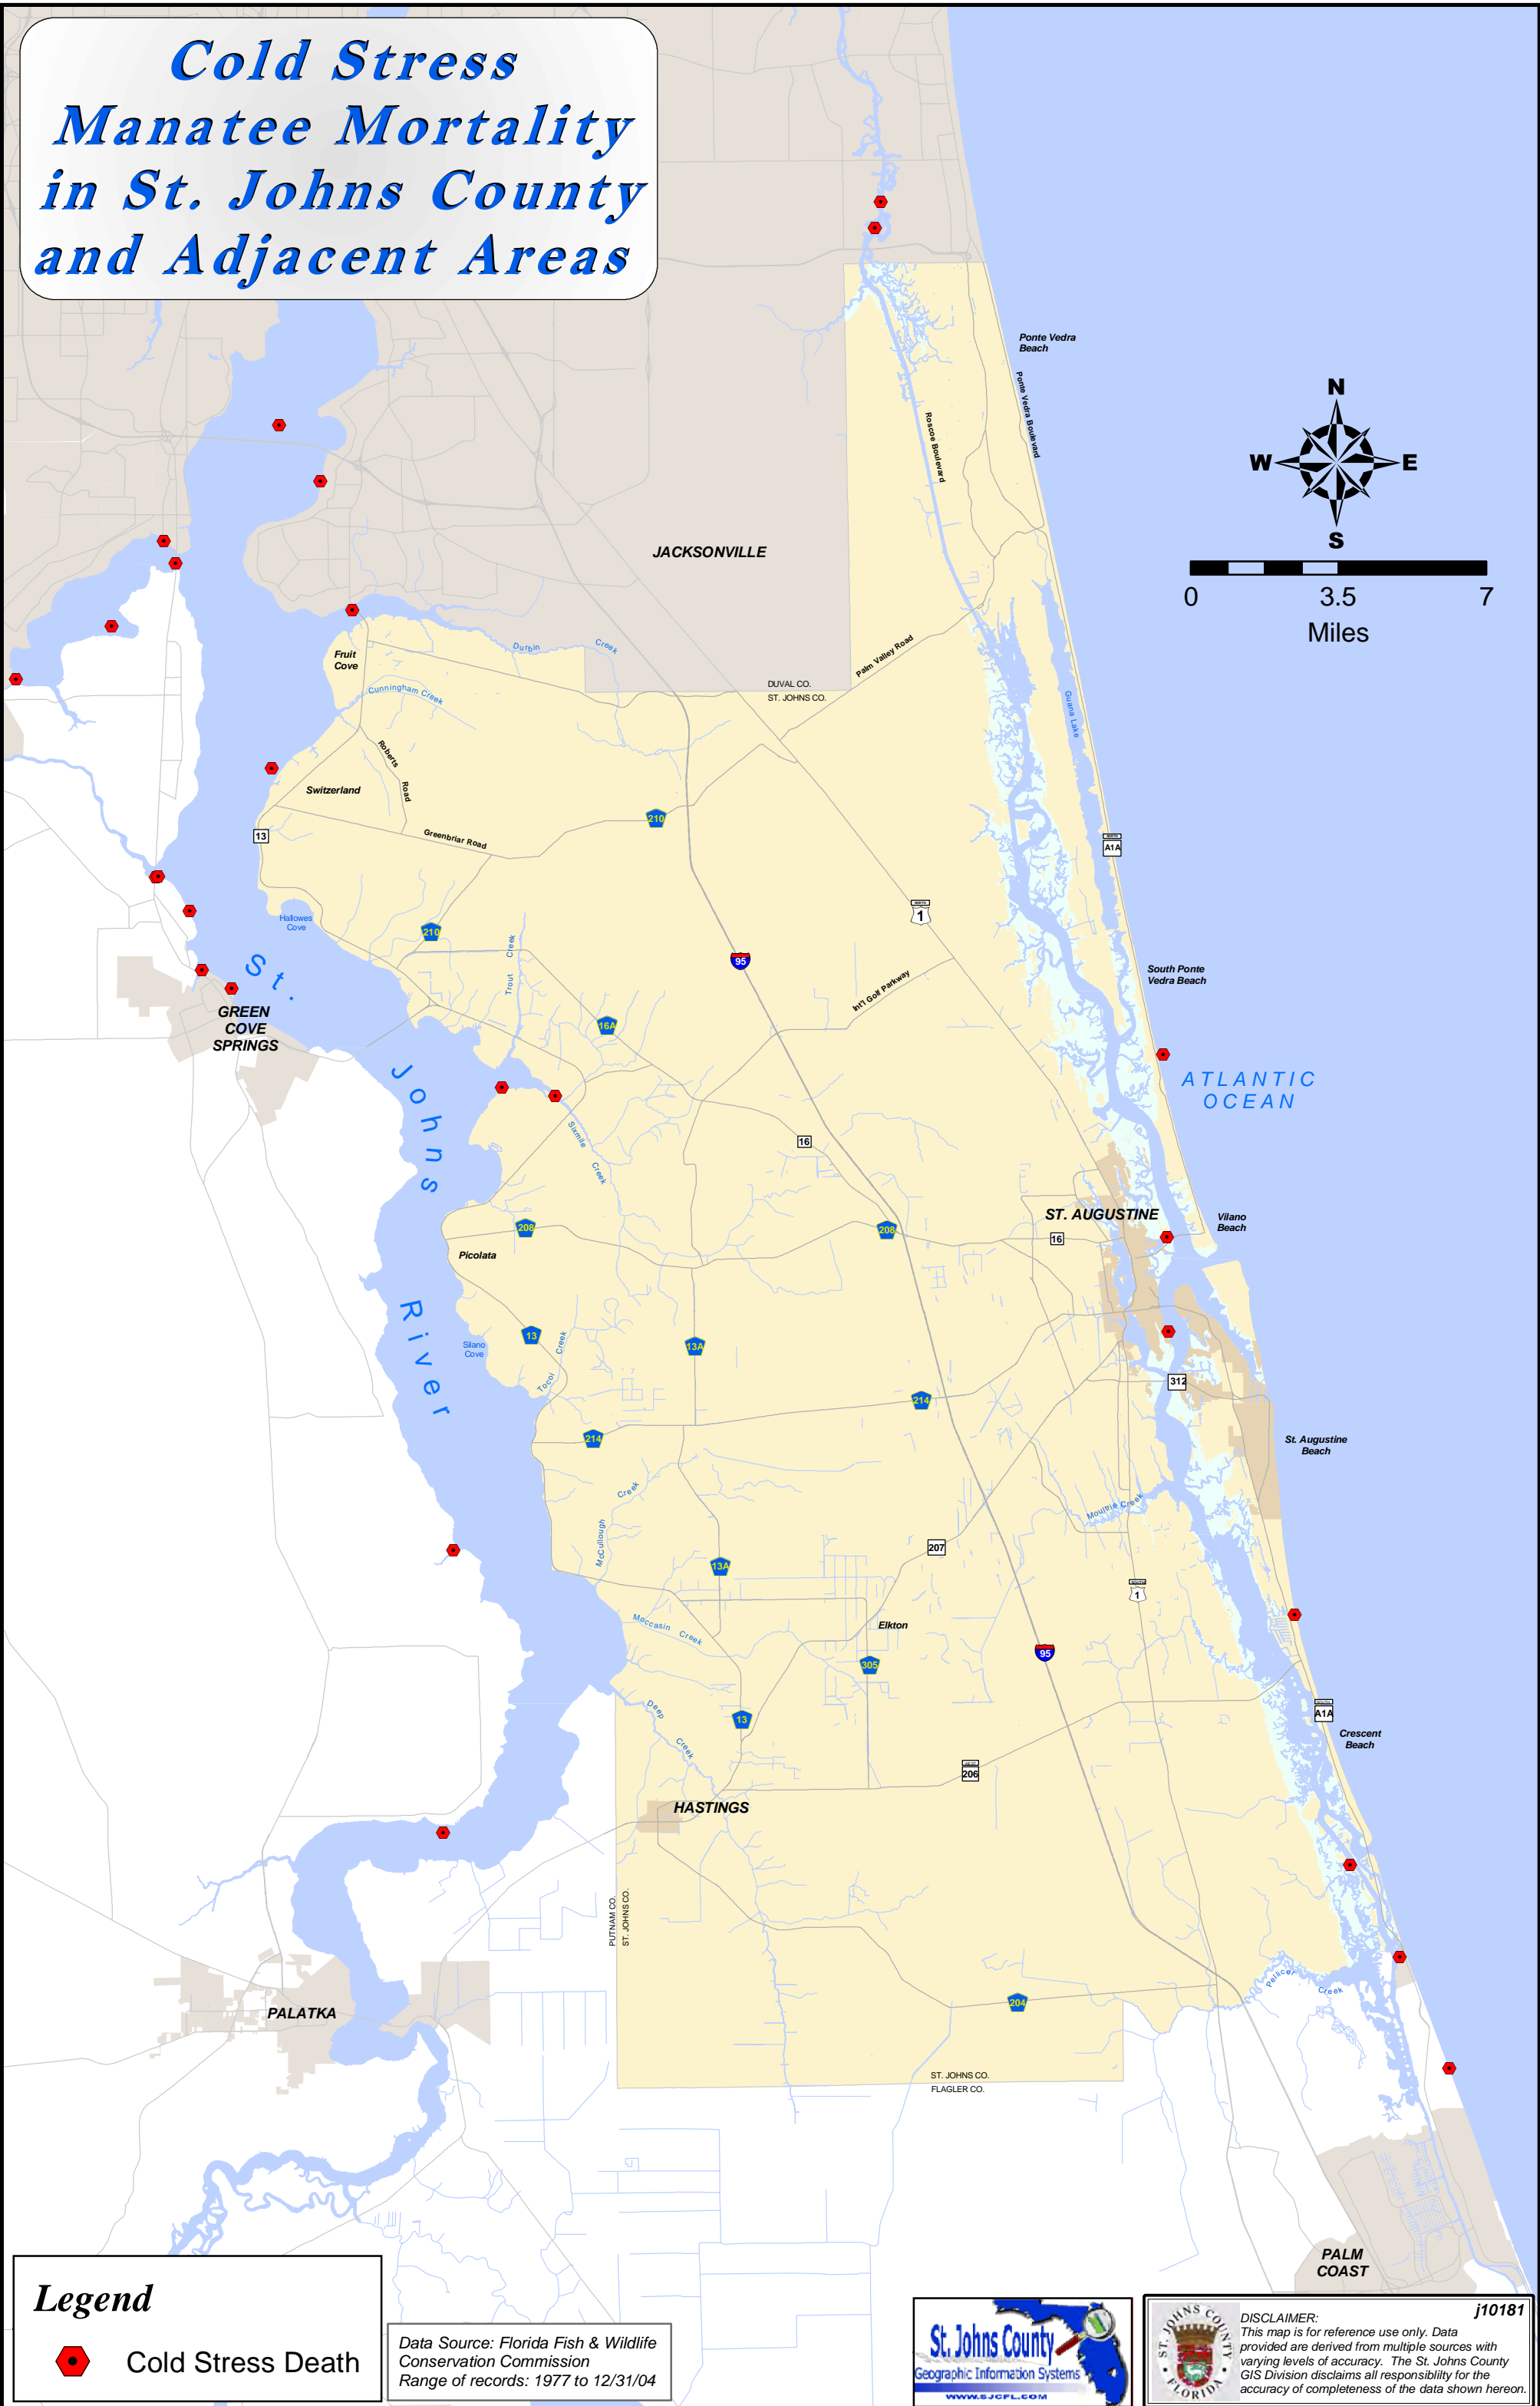 Cold Stress
Manatee Mortality
in St. Johns County
and Adjacent Areas
Ponte Vedra
Beach
Ponte Vedra Boulevard
Roscoe Boulevard
N
W
E
S
0
3.5
7
Miles
JACKSONVILLE
Fruit
Cove
Durbin
Creek
Cunningham Creek
Palm Valley Road
DUVAL CO.
ST. JOHNS CO.
Guana Lake
Roberts
Road
Switzerland
210
13
Greenbriar Road
NORTH
A1A
NORTH
1
Hallowes
Cove
210
Trout
Creek
95
St.
Johns
River
Int'l Golf Parkway
South Ponte
Vedra Beach
GREEN
COVE
SPRINGS
16A
ATLANTIC
OCEAN
Sixmile
Creek
16
208
208
ST. AUGUSTINE
16
Vilano
Beach
Picolata
13
Silano
Cove
Tocoi
Creek
13A
312
214
214
St. Augustine
Beach
Creek
McCullough
Moultrie Creek
207
13A
1
Moccasin
Creek
Elkton
305
95
Deep
Creek
13
A1A
Crescent
Beach
206
HASTINGS
PUTNAM CO.
ST. JOHNS CO.
Pellicer
Creek
204
PALATKA
ST. JOHNS CO.
FLAGLER CO.
PALM
COAST
Legend
Cold Stress Death
Data Source: Florida Fish & Wildlife
Conservation Commission
Range of records: 1977 to 12/31/04
St. Johns County
Geographic Information Systems
WWW.SJCFL.COM
ST. JOHNS COUNTY
FLORIDA
j10181
DISCLAIMER:
This map is for reference use only. Data
provided are derived from multiple sources with
varying levels of accuracy. The St. Johns County
GIS Division disclaims all responsiblity for the
accuracy of completeness of the data shown hereon.